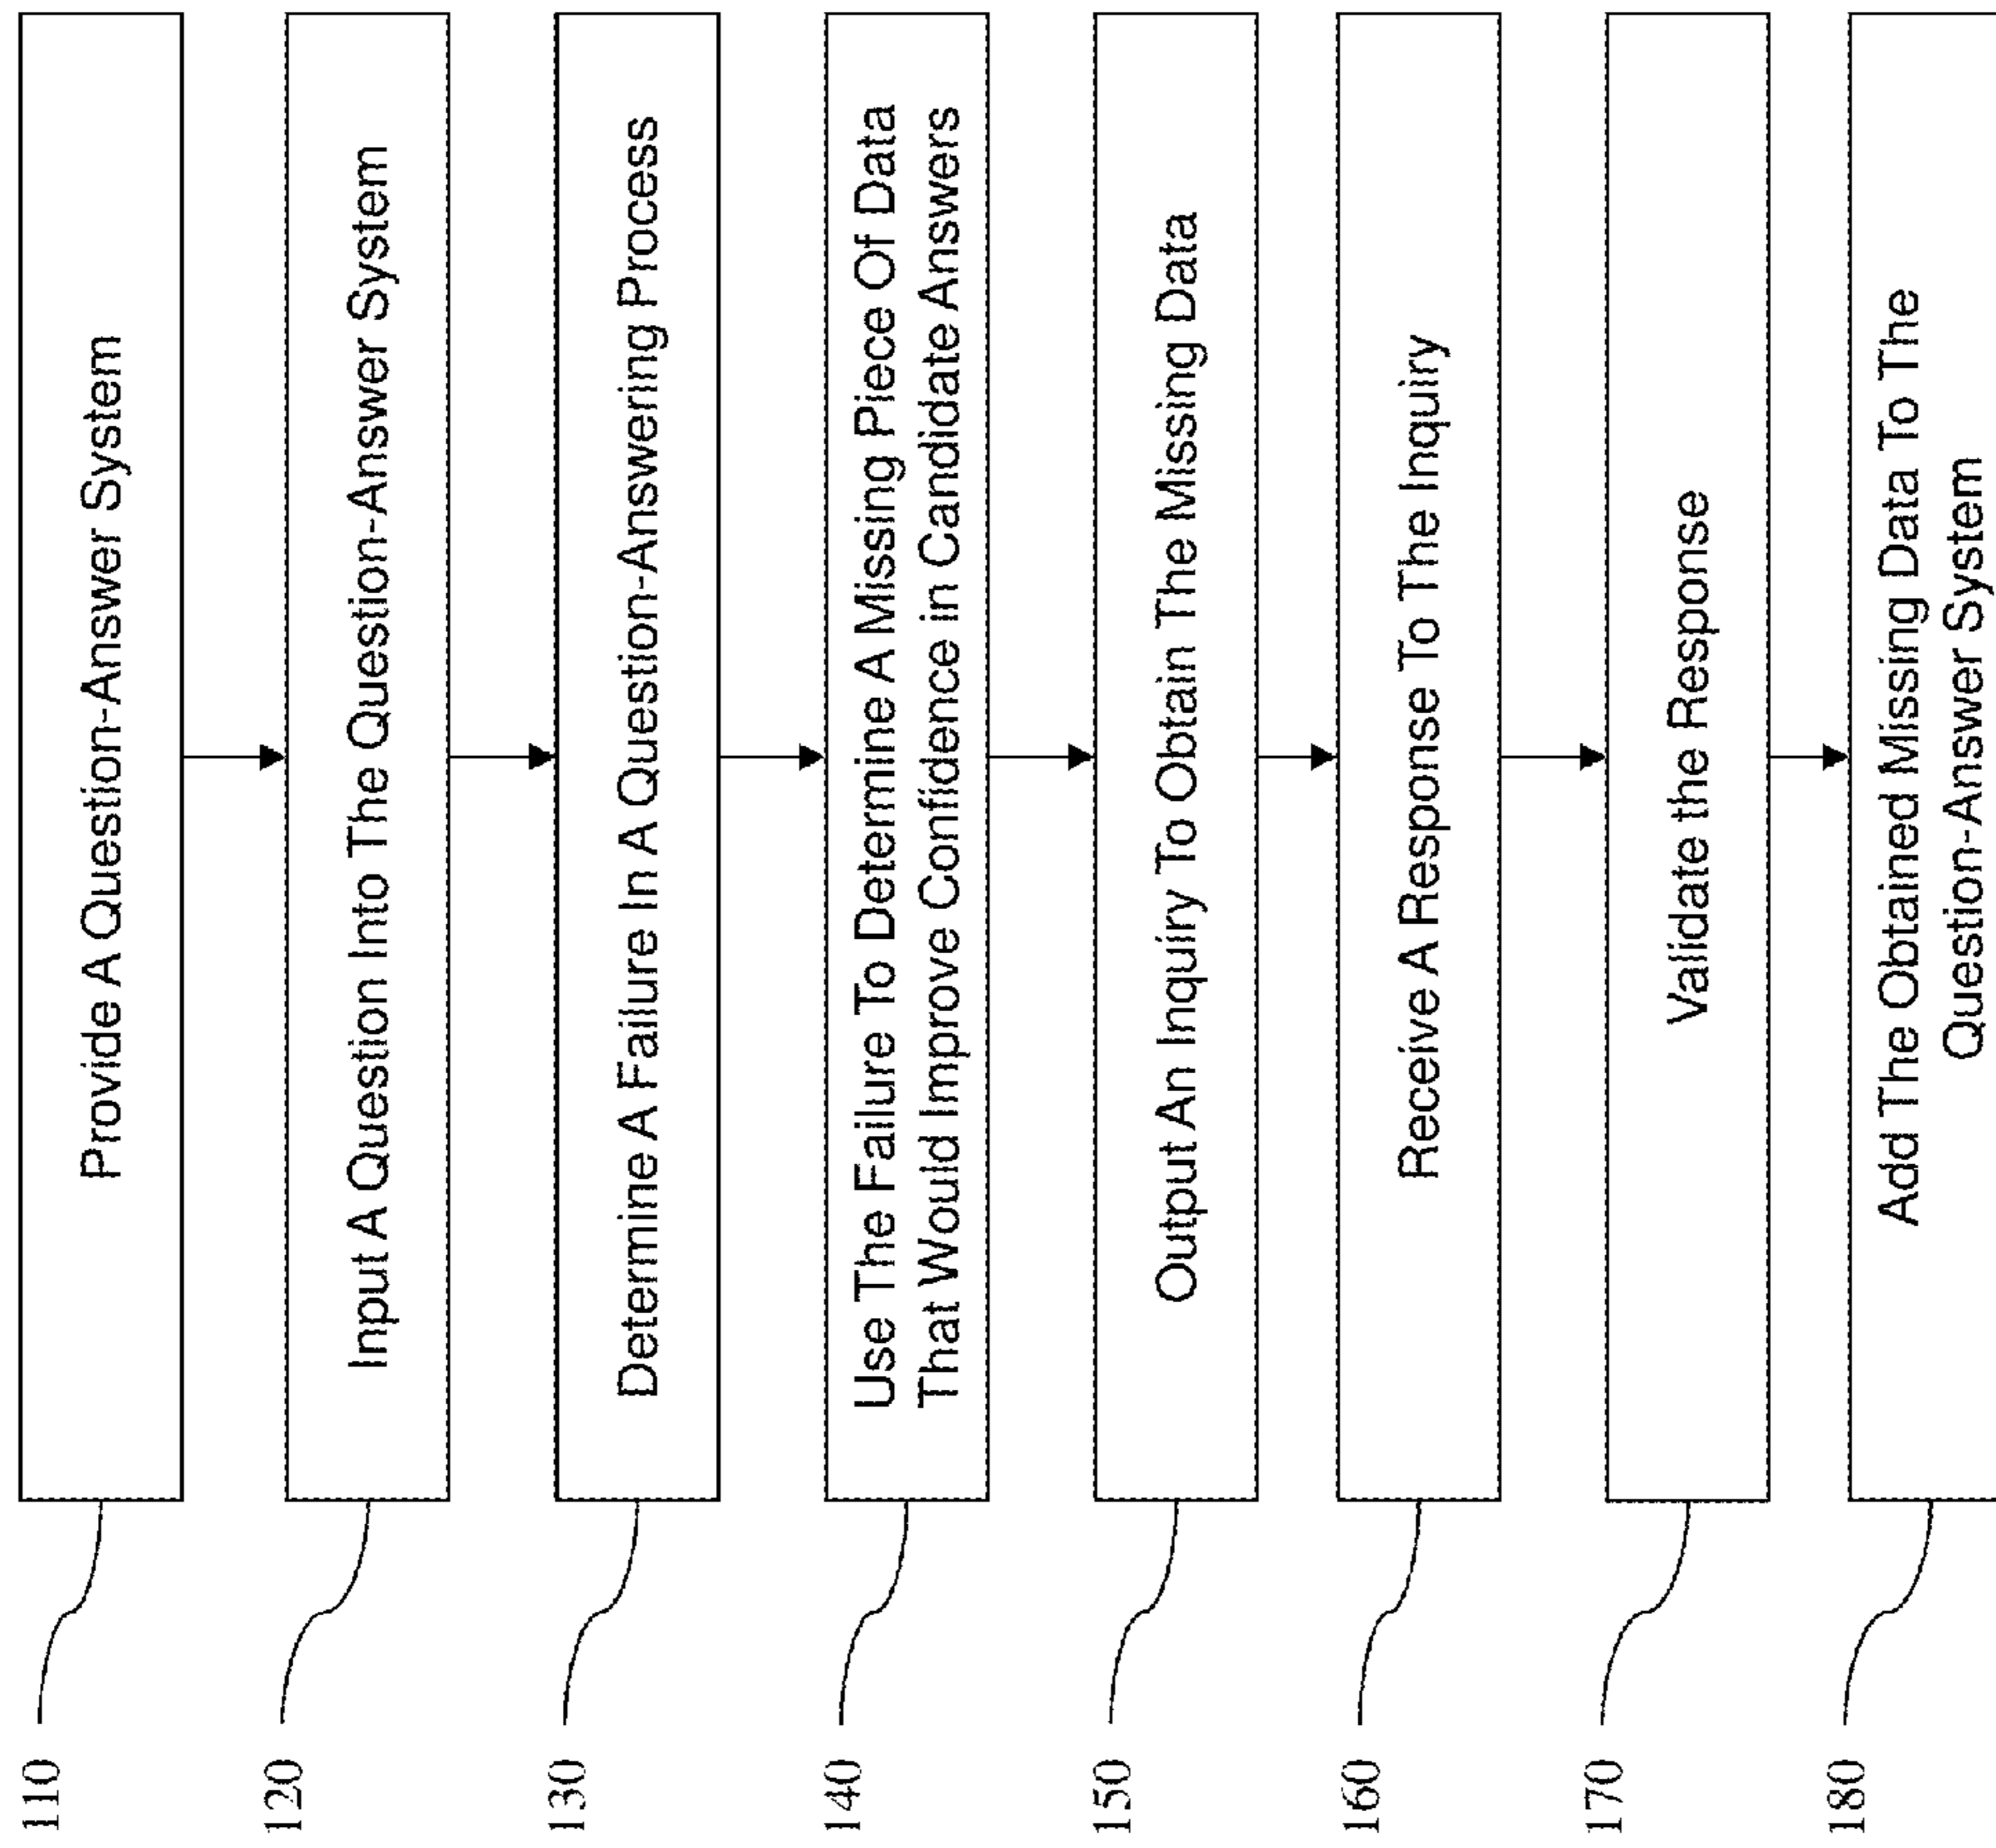 110
Provide A Question-Answer System
120
Input A Question Into The Question-Answer System
130
Determine A Failure In A Question-Answering Process
140
Use The Failure To Determine A Missing Piece Of Data
That Would Improve Confidence in Candidate Answers
150
Output An Inquiry To Obtain The Missing Data
160
Receive A Response To The Inquiry
170
Validate the Response
180
Add The Obtained Missing Data To The
Question-Answer System